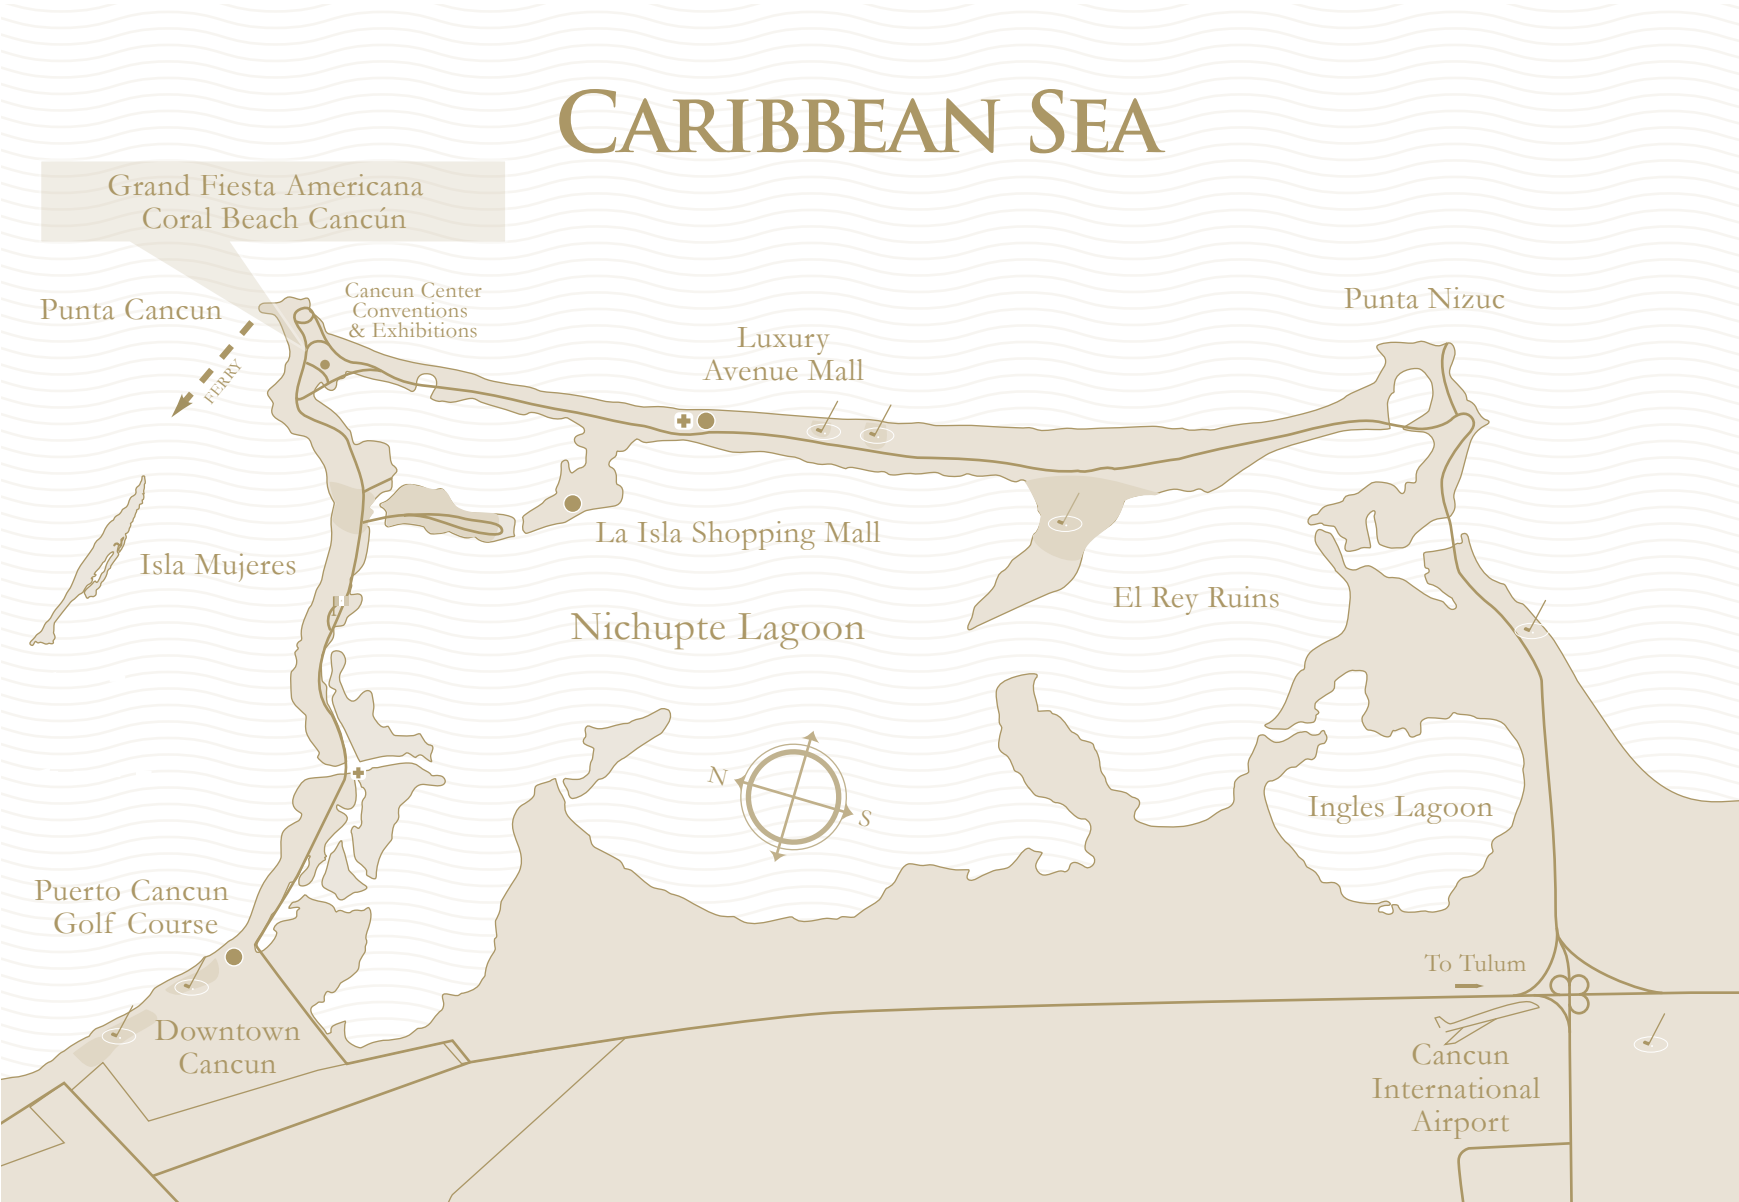 CARIBBEAN SEA
Grand Fiesta Americana
Coral Beach Cancún
Punta Cancun
Cancun Center
Conventions
& Exhibitions
FERRY
Luxury
Avenue Mall
Punta Nizuc
La Isla Shopping Mall
Isla Mujeres
El Rey Ruins
Nichupte Lagoon
N
S
Ingles Lagoon
Puerto Cancun
Golf Course
To Tulum
Downtown
Cancun
Cancun
International
Airport